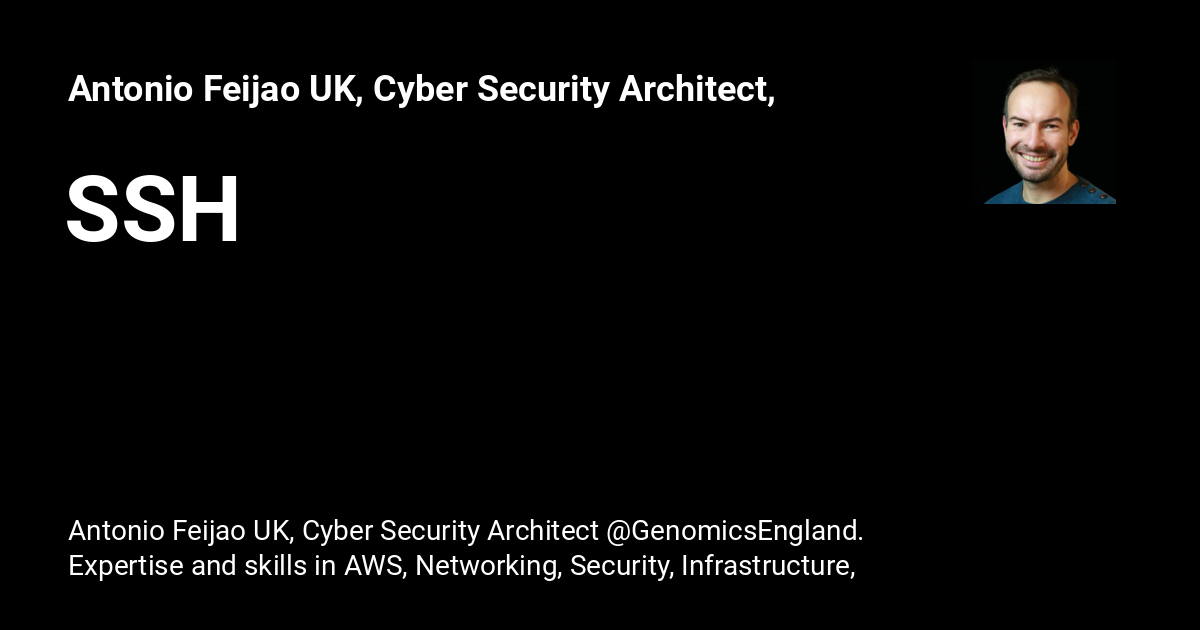 Antonio Feijao UK, Cyber Security Architect,
SSH
Antonio Feijao UK, Cyber Security Architect @GenomicsEngland.
Expertise and skills in AWS, Networking, Security, Infrastructure,